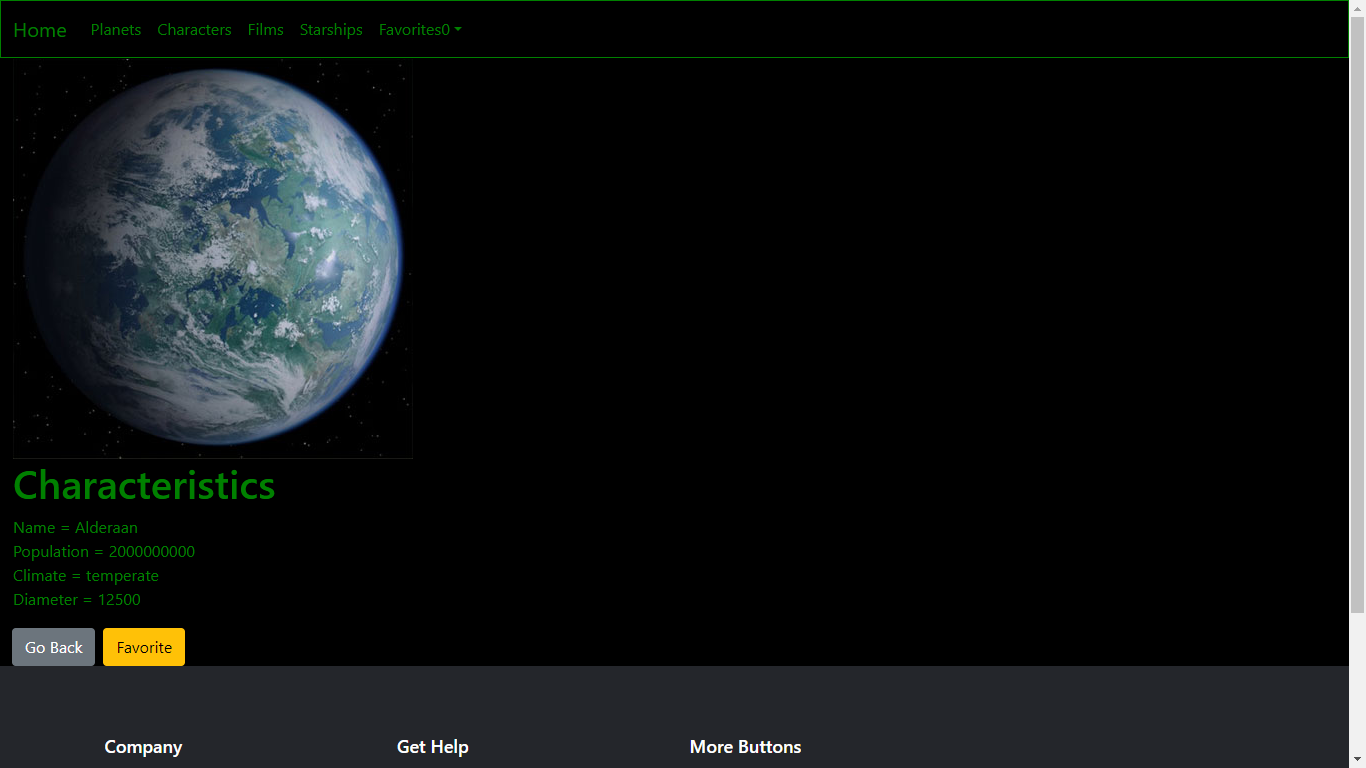 Home Planets Characters Films Starships Favorites0
Characteristics
Name = Alderaan
Population = 2000000000
Climate = temperate
Diameter = 12500
Go Back Favorite
Company Get Help More Buttons